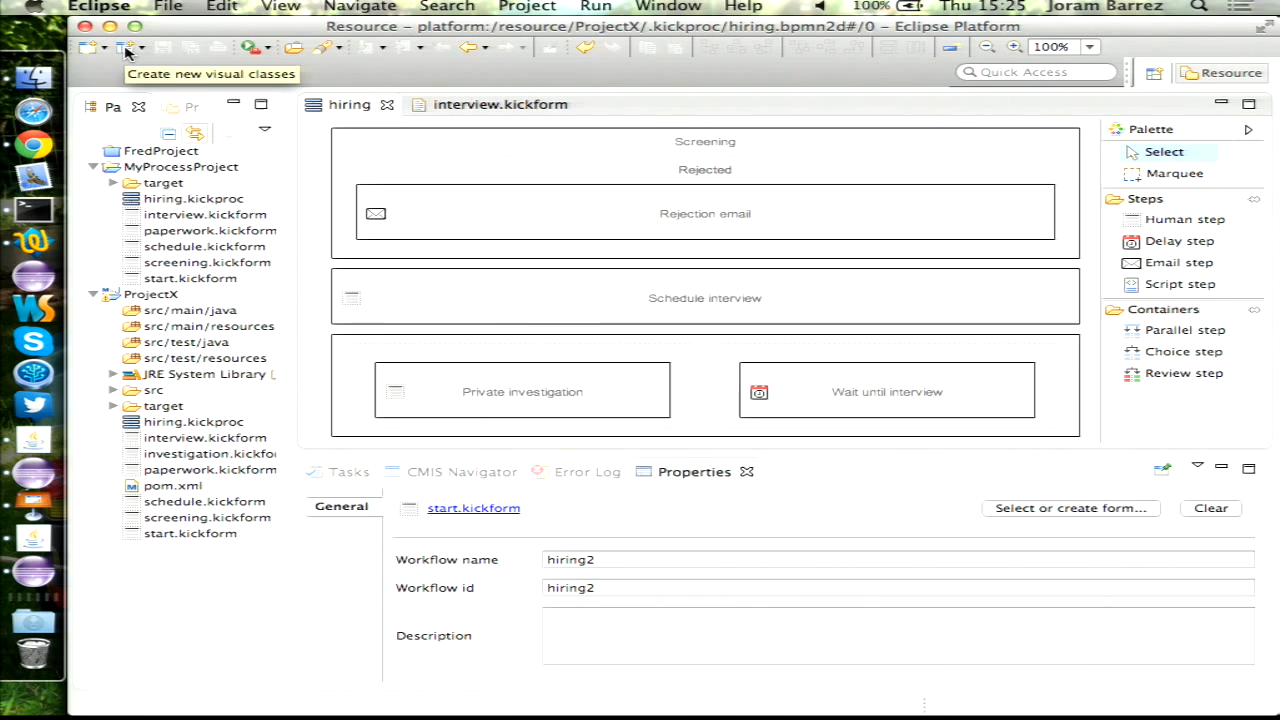 Eclipse File Edit View Navigate Search Project Run Window Help 100% Thu 15:25 Joram Barrez
Resource - platform:/resource/ProjectX/.kickproc/hiring.bpmn2d#/0 - Eclipse Platform
100%
Create new visual classes
Quick Access
Resource
Pa
Pr
hiring
interview.kickform
FredProject
MyProcessProject
target
hiring.kickproc
interview.kickform
paperwork.kickform
schedule.kickform
screening.kickform
start.kickform
ProjectX
src/main/java
src/main/resources
src/test/java
src/test/resources
JRE System Library [
src
target
hiring.kickproc
interview.kickform
investigation.kickfo
paperwork.kickform
pom.xml
schedule.kickform
screening.kickform
start.kickform
Screening
Rejected
Rejection email
Schedule interview
Private investigation
Wait until interview
Palette
Select
Marquee
Steps
Human step
Delay step
Email step
Script step
Containers
Parallel step
Choice step
Review step
Tasks
CMIS Navigator
Error Log
Properties
General
start.kickform
Select or create form...
Clear
Workflow name
hiring2
Workflow id
hiring2
Description